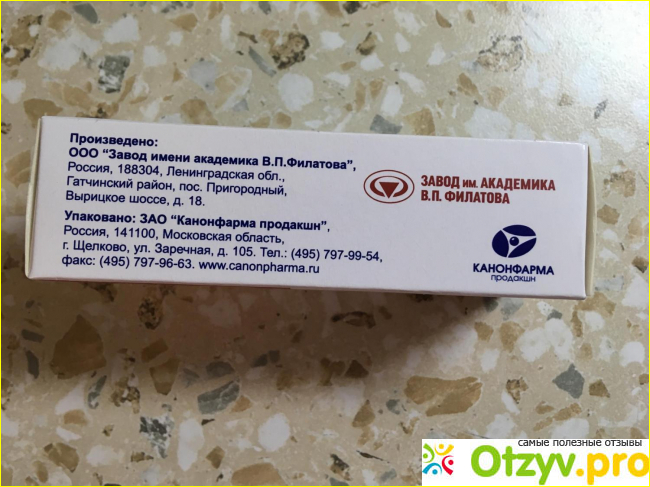 Произведено:
ООО “Завод имени академика В.П.Филатова”,
Россия, 188304, Ленинградская обл.,
Гатчинский район, пос. Пригородный,
Вырицкое шоссе, д. 18.
Упаковано: ЗАО “Канонфарма продакшн”,
Россия, 141100, Московская область,
г. Щелково, ул. Заречная, д. 105. Тел.: (495) 797-99-54,
факс: (495) 797-96-63. www.canonpharma.ru
ЗАВОД им. АКАДЕМИКА
В.П. ФИЛАТОВА
КАНОНФАРМА
продакшн
самые полезные отзывы
Otzyv.pro